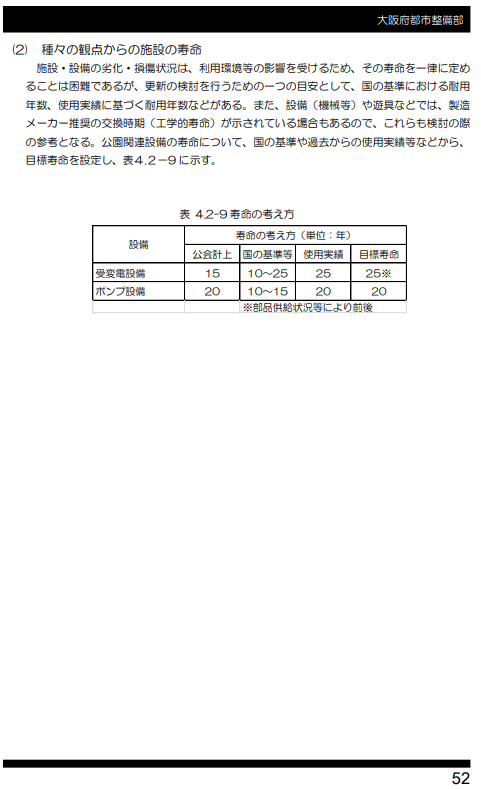 大阪府都市整備部
(2) 種々の観点からの施設の寿命
施設・設備の劣化・損傷状況は、利用環境等の影響を受けるため、その寿命を一律に定め
ることは困難であるが、更新の検討を行うための一つの目安として、国の基準における耐用
年数、使用実績に基づく耐用年数などがある。また、設備（機械等）や遊具などでは、製造
メーカー推奨の交換時期（工学的寿命）が示されている場合もあるので、これらも検討の際
の参考となる。公園関連設備の寿命について、国の基準や過去からの使用実績等などから、
目標寿命を設定し、表４.２－９に示す。
表 4.2-9 寿命の考え方
設備 寿命の考え方（単位：年）
公会計上 国の基準等 使用実績 目標寿命
受変電設備 15 10～25 25 25※
ポンプ設備 20 10～15 20 20
※部品供給状況等により前後
52